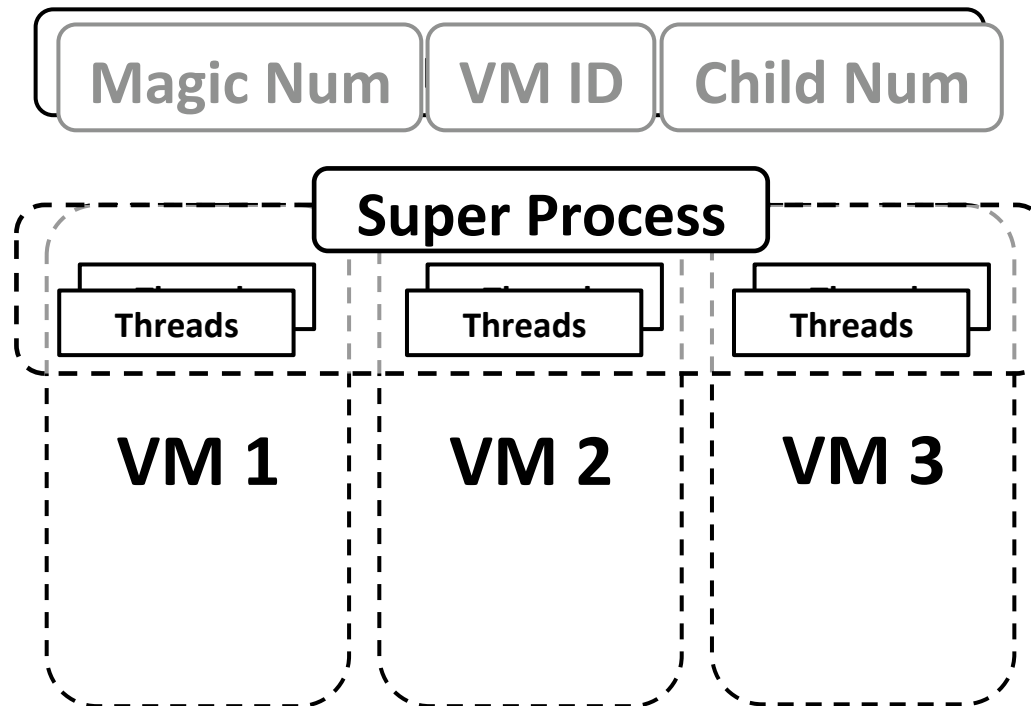 Magic Num VM ID Child Num
Super Process
Threads Threads Threads
VM 1 VM 2 VM 3